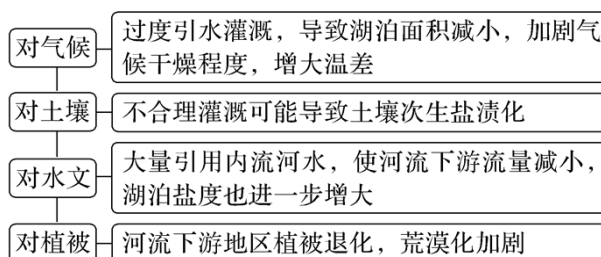 对气候
过度引水灌溉，导致湖泊面积减小，加剧气
候干燥程度，增大温差
对土壤
不合理灌溉可能导致土壤次生盐渍化
对水文
大量引用内流河水，使河流下游流量减小，
湖泊盐度也进一步增大
对植被
河流下游地区植被退化，荒漠化加剧